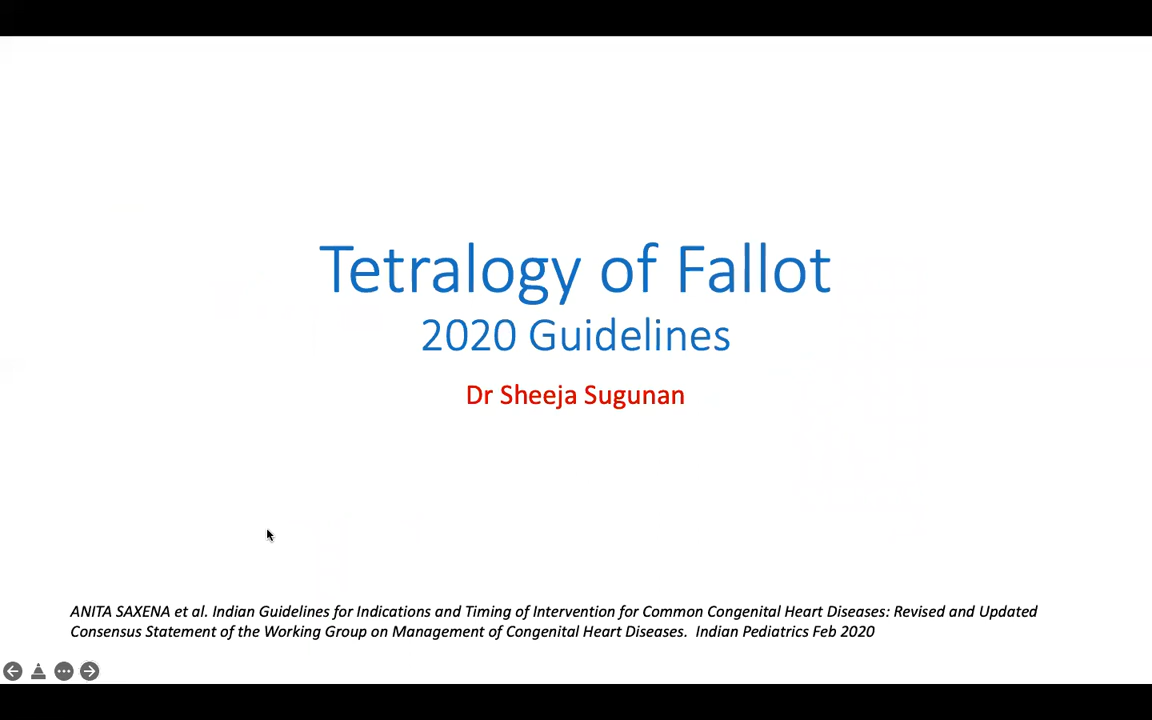 Tetralogy of Fallot
2020 Guidelines
Dr Sheeja Sugunan
ANITA SAXENA et al. Indian Guidelines for Indications and Timing of Intervention for Common Congenital Heart Diseases: Revised and Updated
Consensus Statement of the Working Group on Management of Congenital Heart Diseases. Indian Pediatrics Feb 2020